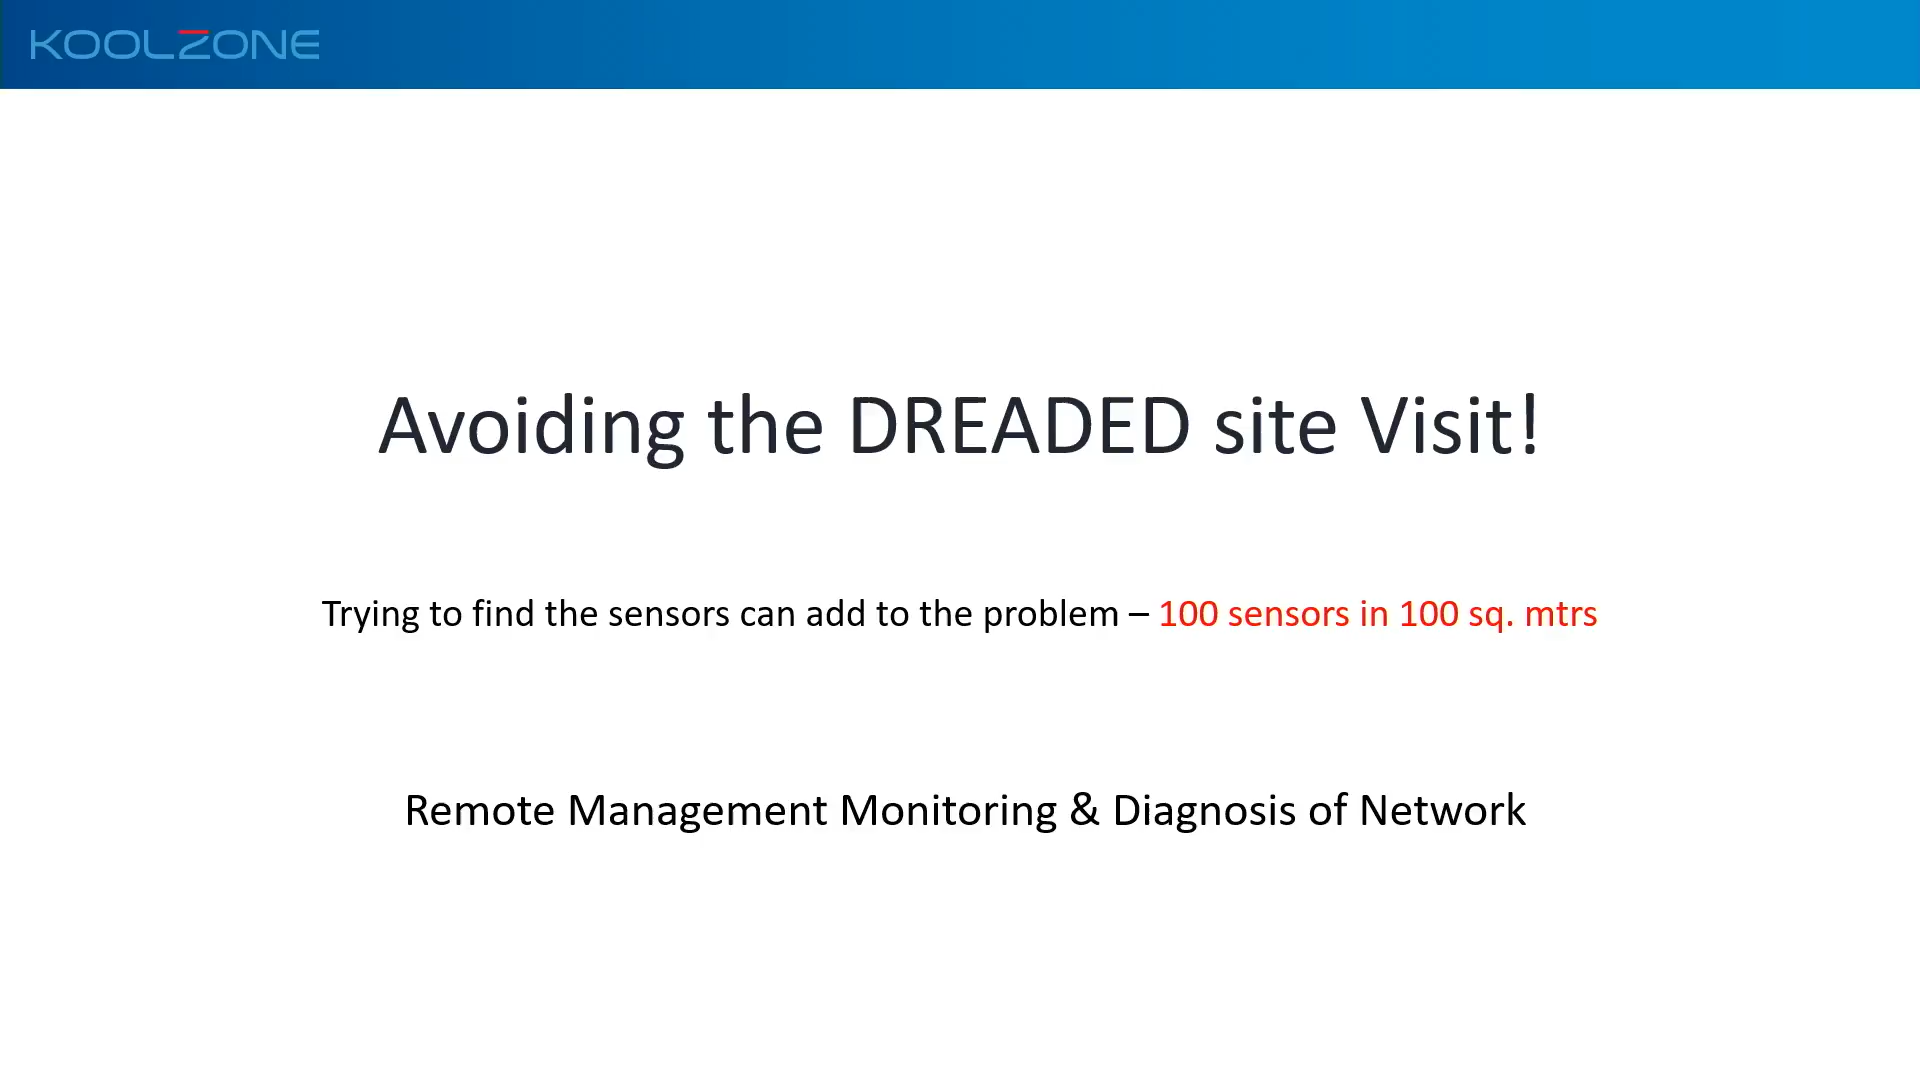 KOOLZONE
Avoiding the DREADED site Visit!
Trying to find the sensors can add to the problem – 100 sensors in 100 sq. mtrs
Remote Management Monitoring & Diagnosis of Network